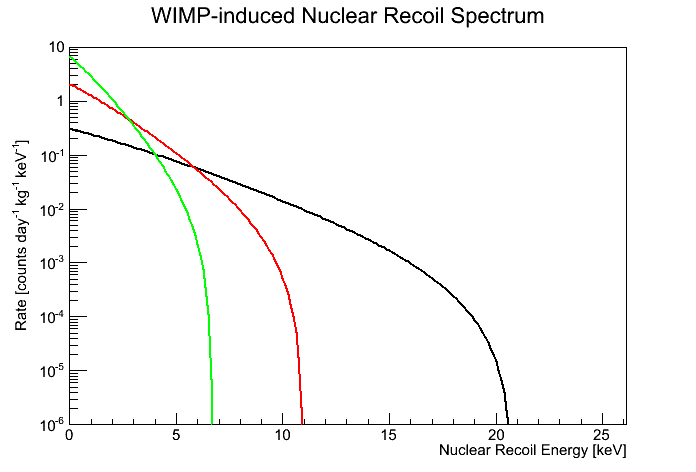 WIMP-induced Nuclear Recoil Spectrum
Rate [counts day⁻¹ kg⁻¹ keV⁻¹]
10
1
10⁻¹
10⁻²
10⁻³
10⁻⁴
10⁻⁵
10⁻⁶
0 5 10 15 20 25
Nuclear Recoil Energy [keV]